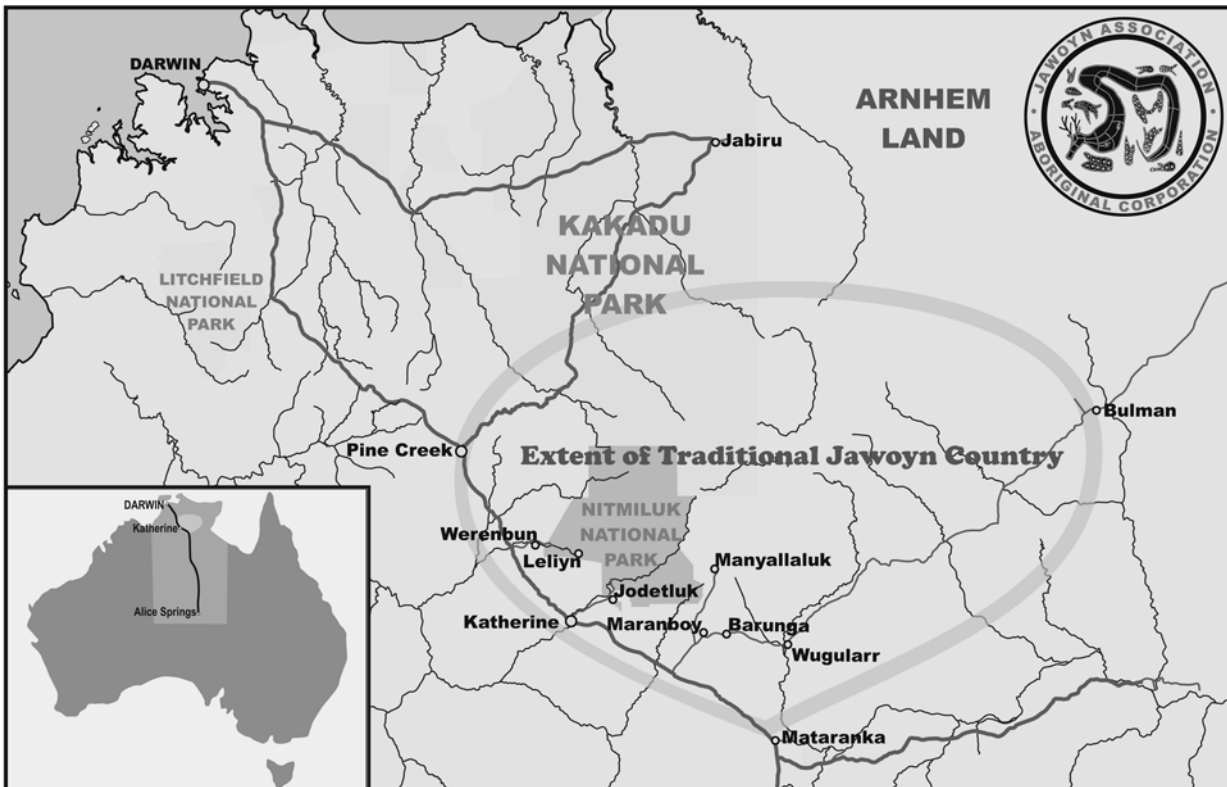 DARWIN
ARNHEM
LAND
JAWOYN ASSOCIATION
ABORIGINAL CORPORATION
Jabiru
KAKADU
NATIONAL
PARK
LITCHFIELD
NATIONAL
PARK
Bulman
Pine Creek
Extent of Traditional Jawoyn Country
NITMILUK
NATIONAL
PARK
Werenbun
Leliyn
Manyallaluk
Jodetluk
Katherine
Maranboy
Barunga
Wugularr
Mataranka
DARWIN
Katherine
Alice Springs